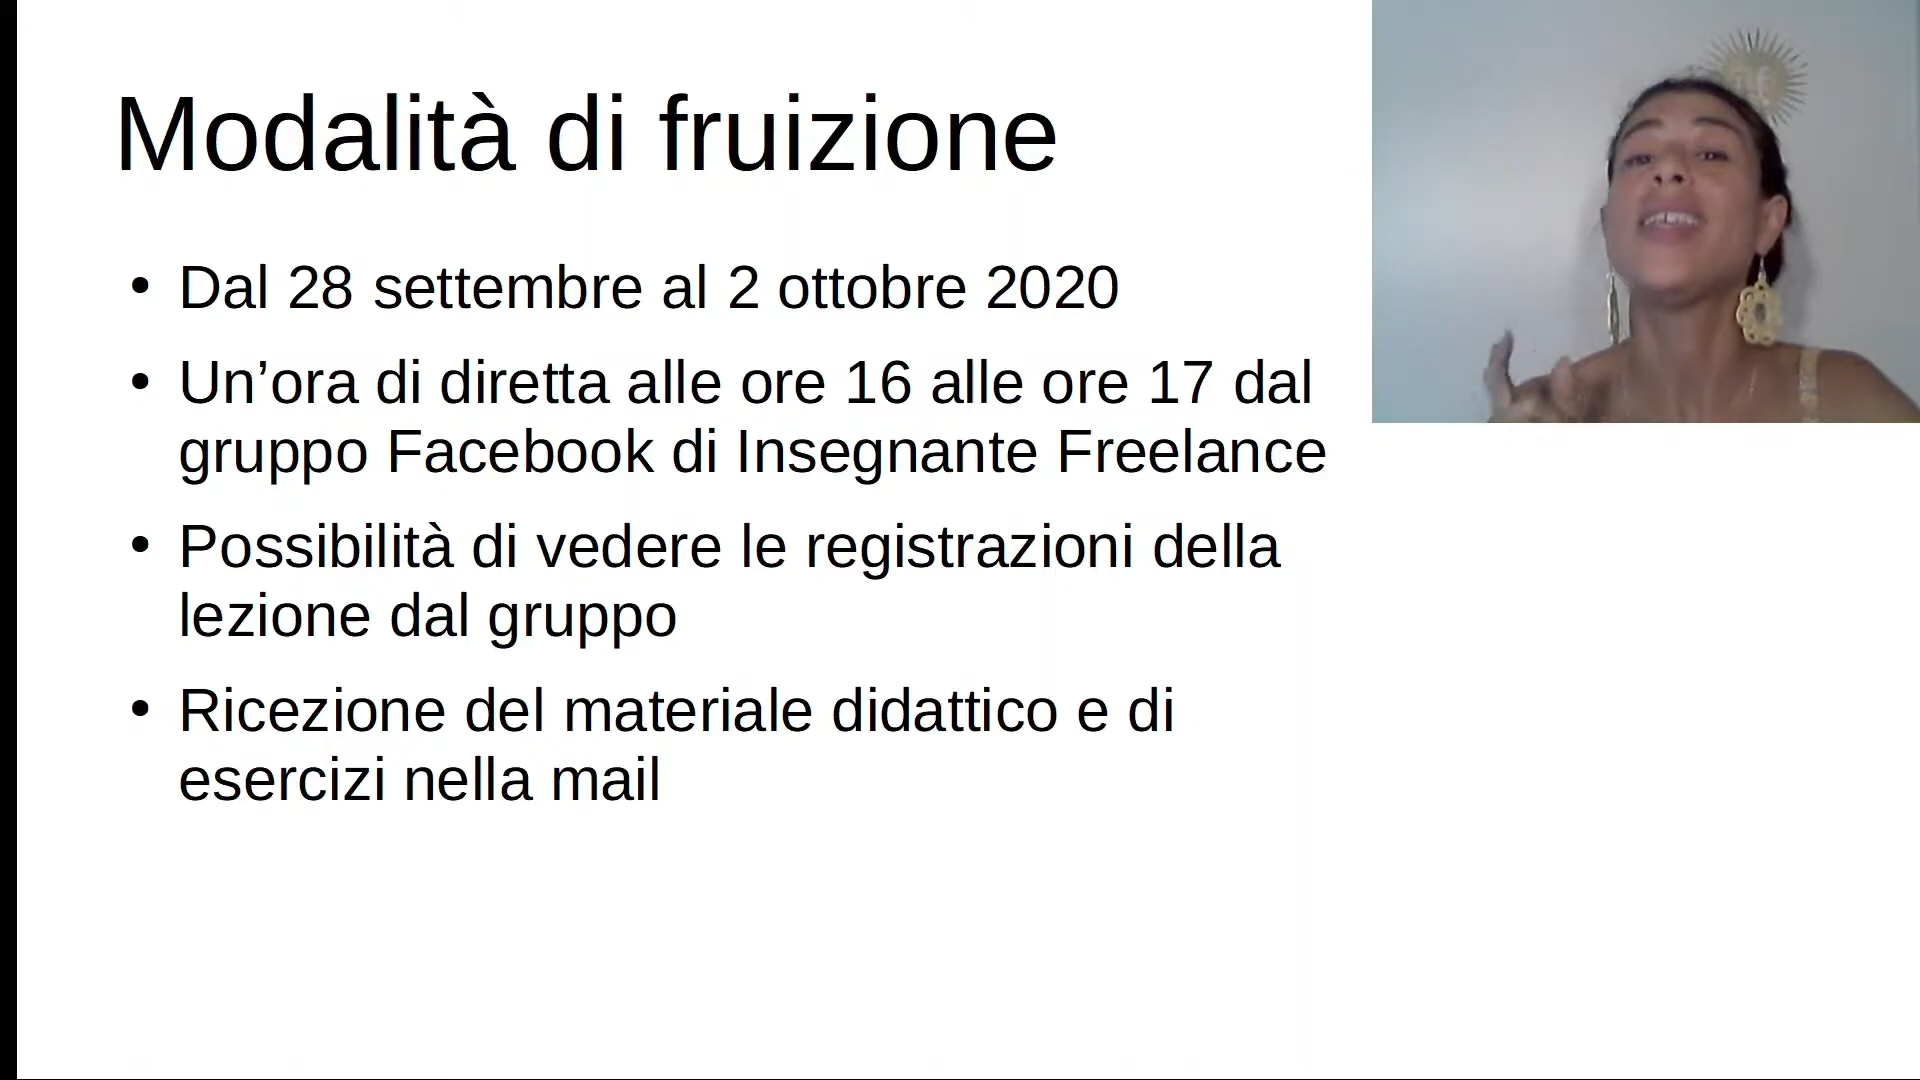 Modalità di fruizione
• Dal 28 settembre al 2 ottobre 2020
• Un’ora di diretta alle ore 16 alle ore 17 dal
gruppo Facebook di Insegnante Freelance
• Possibilità di vedere le registrazioni della
lezione dal gruppo
• Ricezione del materiale didattico e di
esercizi nella mail